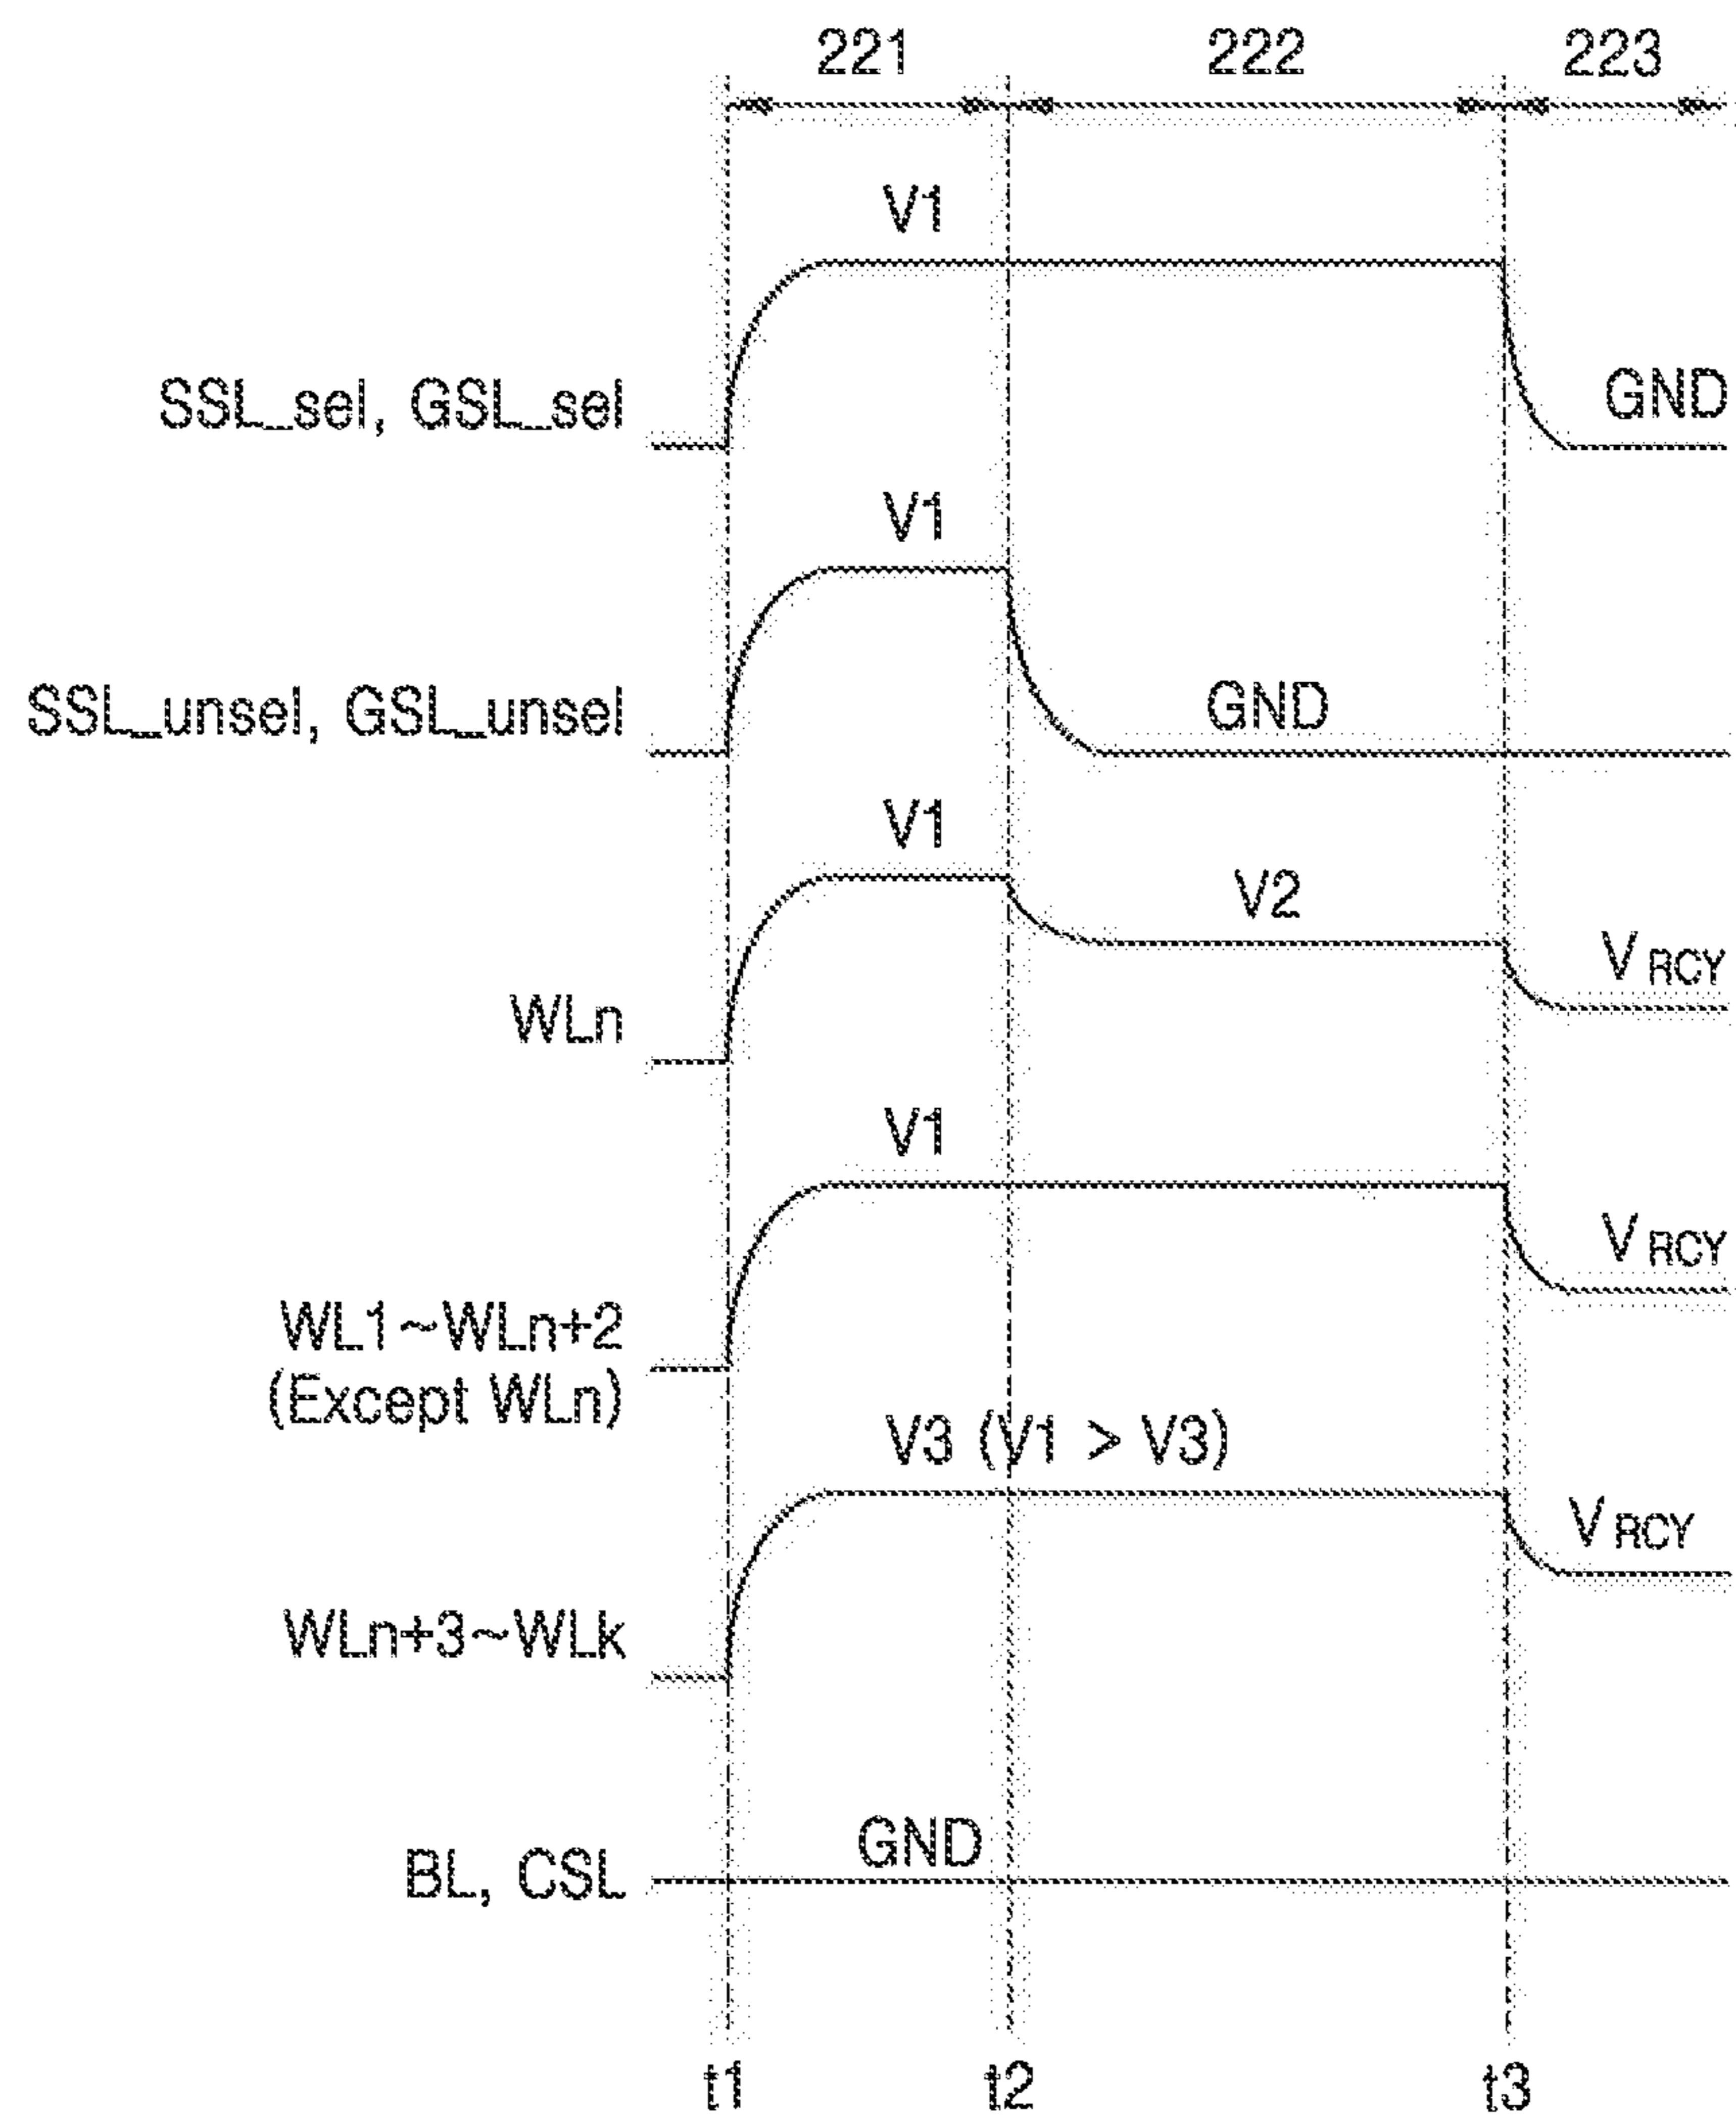 221 222 223
V1
SSL_sel, GSL_sel
GND
V1
SSL_unsel, GSL_unsel
GND
V1
V2
VRCY
WLn
V1
VRCY
WL1~WLn+2
(Except WLn)
V3 (V1 > V3)
VRCY
WLn+3~WLk
GND
BL, CSL
t1 t2 t3